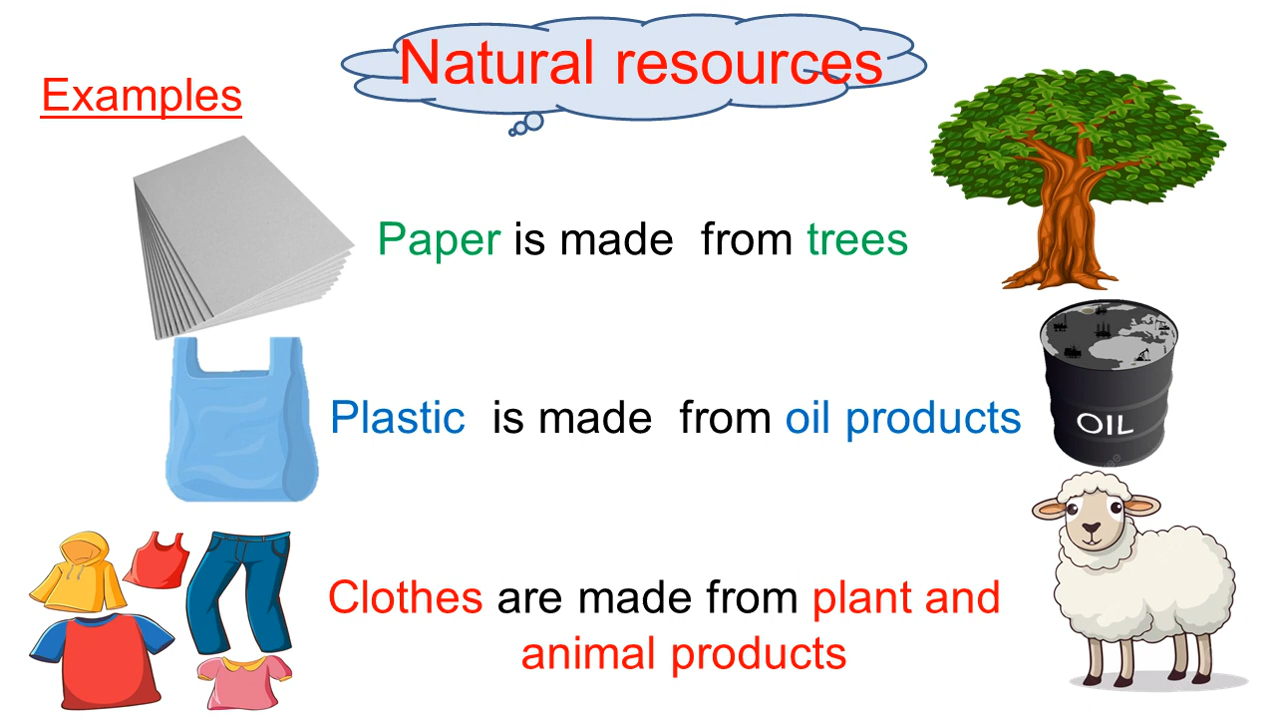 Natural resources
Examples
Paper is made  from trees
Plastic  is made  from oil products
OIL
Clothes are made from plant and
animal products